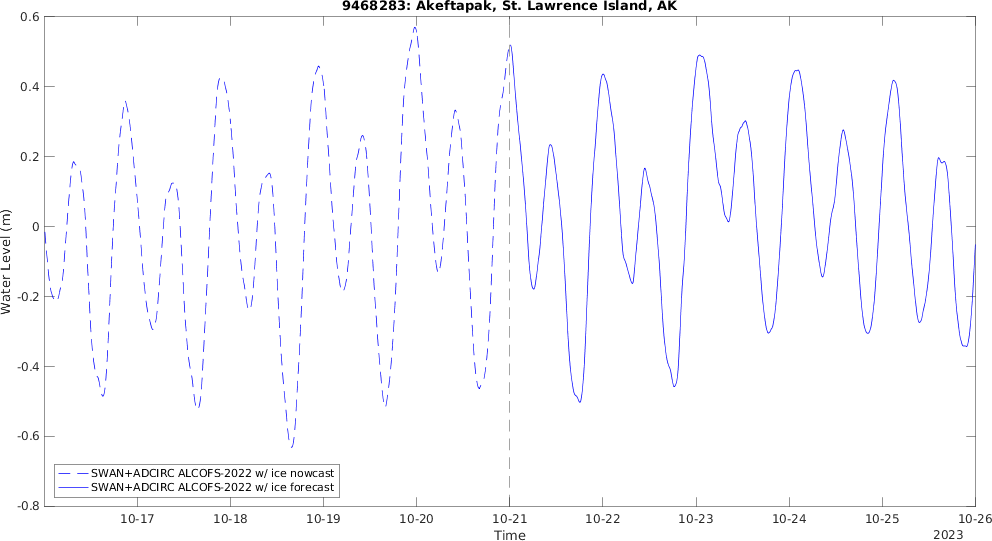 9468283: Akeftapak, St. Lawrence Island, AK
0.6
0.4
0.2
0
-0.2
-0.4
-0.6
-0.8
Water Level (m)
SWAN+ADCIRC ALCOFS-2022 w/ ice nowcast
SWAN+ADCIRC ALCOFS-2022 w/ ice forecast
10-17 10-18 10-19 10-20 10-21 10-22 10-23 10-24 10-25 10-26
Time
2023